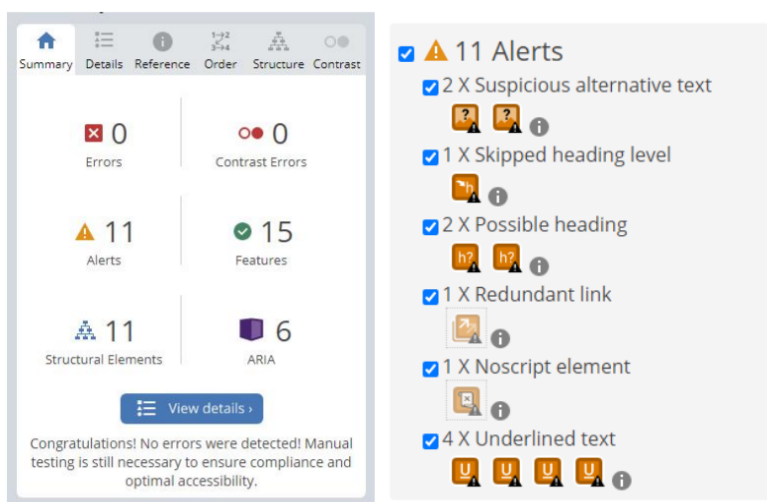 Summary Details Reference Order Structure Contrast
0
Errors
0
Contrast Errors
11
Alerts
15
Features
11
Structural Elements
6
ARIA
View details ›
Congratulations! No errors were detected! Manual
testing is still necessary to ensure compliance and
optimal accessibility.
11 Alerts
2 X Suspicious alternative text
1 X Skipped heading level
2 X Possible heading
1 X Redundant link
1 X Noscript element
4 X Underlined text